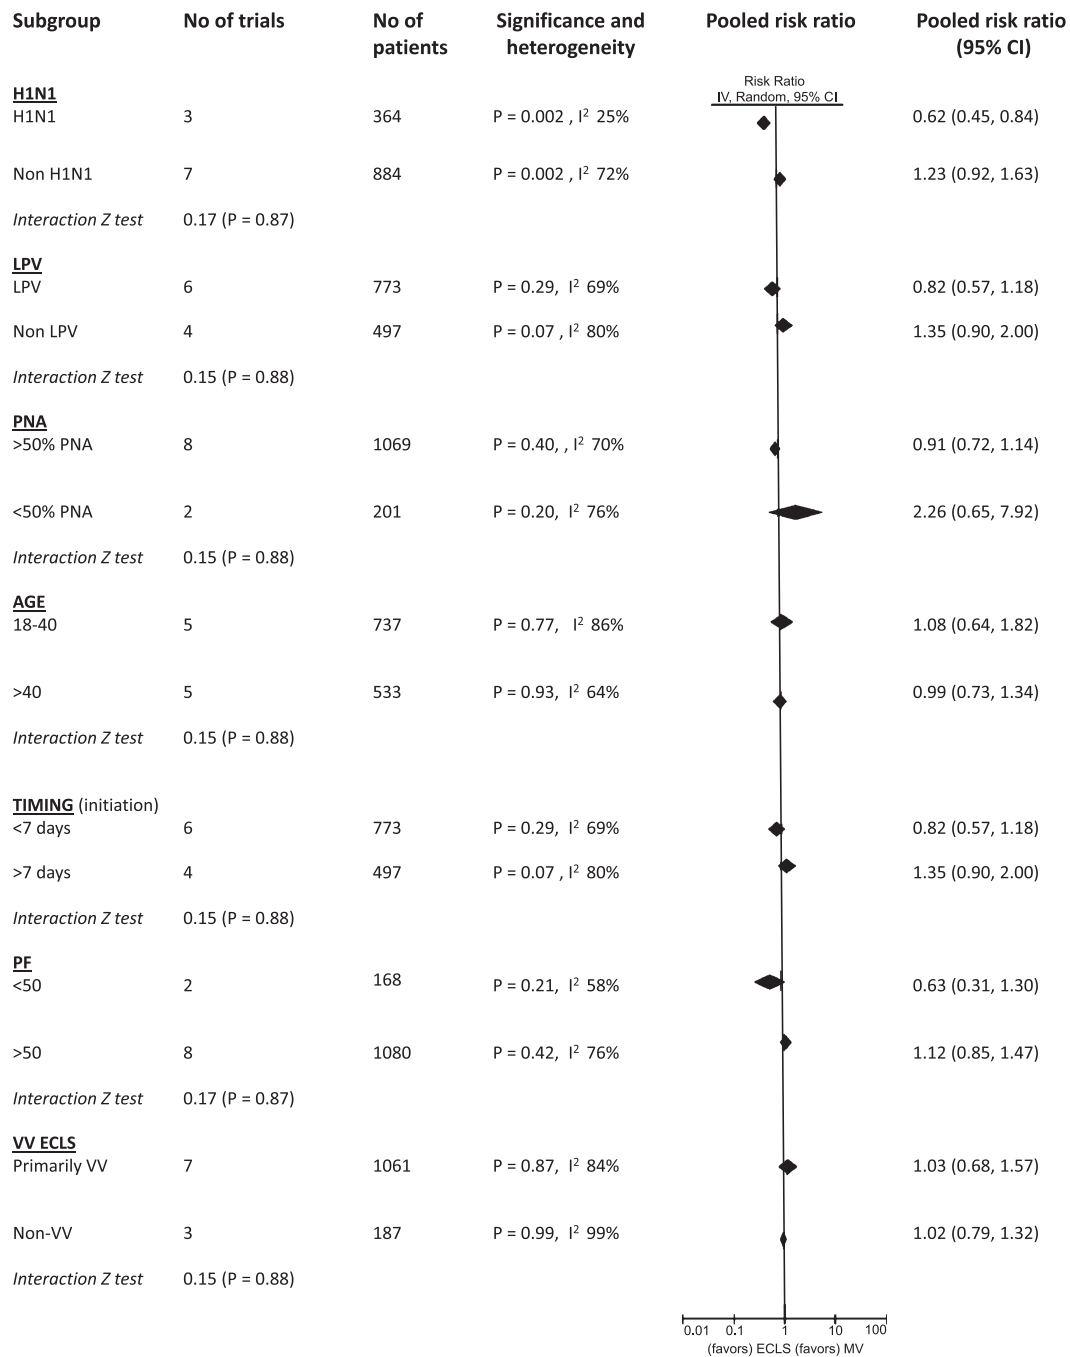 Subgroup No of trials No of patients Significance and heterogeneity Pooled risk ratio Pooled risk ratio (95% CI)
Risk Ratio
IV, Random, 95% CI
H1N1
H1N1 3 364 P = 0.002 , I² 25% 0.62 (0.45, 0.84)
Non H1N1 7 884 P = 0.002 , I² 72% 1.23 (0.92, 1.63)
Interaction Z test 0.17 (P = 0.87)
LPV
LPV 6 773 P = 0.29, I² 69% 0.82 (0.57, 1.18)
Non LPV 4 497 P = 0.07 , I² 80% 1.35 (0.90, 2.00)
Interaction Z test 0.15 (P = 0.88)
PNA
>50% PNA 8 1069 P = 0.40, , I² 70% 0.91 (0.72, 1.14)
<50% PNA 2 201 P = 0.20, I² 76% 2.26 (0.65, 7.92)
Interaction Z test 0.15 (P = 0.88)
AGE
18-40 5 737 P = 0.77, I² 86% 1.08 (0.64, 1.82)
>40 5 533 P = 0.93, I² 64% 0.99 (0.73, 1.34)
Interaction Z test 0.15 (P = 0.88)
TIMING (initiation)
<7 days 6 773 P = 0.29, I² 69% 0.82 (0.57, 1.18)
>7 days 4 497 P = 0.07 , I² 80% 1.35 (0.90, 2.00)
Interaction Z test 0.15 (P = 0.88)
PF
<50 2 168 P = 0.21, I² 58% 0.63 (0.31, 1.30)
>50 8 1080 P = 0.42, I² 76% 1.12 (0.85, 1.47)
Interaction Z test 0.17 (P = 0.87)
VV ECLS
Primarily VV 7 1061 P = 0.87, I² 84% 1.03 (0.68, 1.57)
Non-VV 3 187 P = 0.99, I² 99% 1.02 (0.79, 1.32)
Interaction Z test 0.15 (P = 0.88)
0.01 0.1 1 10 100
(favors) ECLS (favors) MV